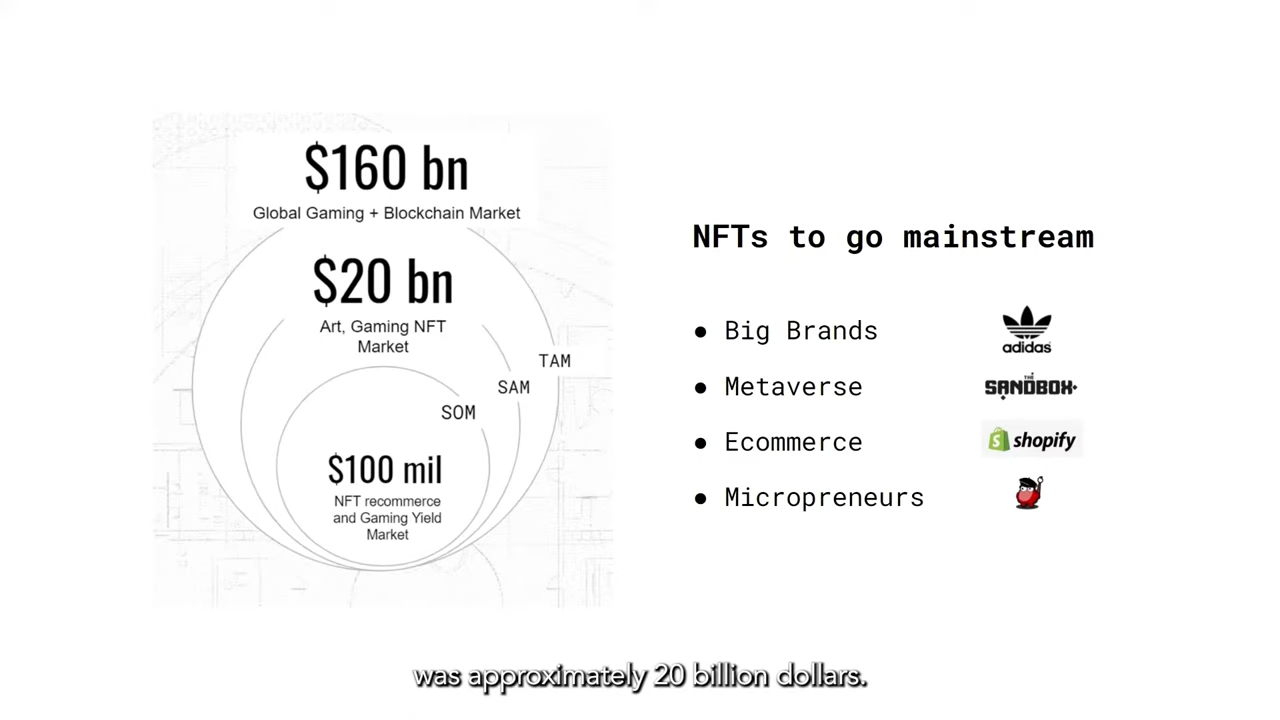 $160 bn
Global Gaming + Blockchain Market
$20 bn
Art, Gaming NFT
Market
TAM
SAM
SOM
$100 mil
NFT recommerce
and Gaming Yield
Market
NFTs to go mainstream
• Big Brands
adidas
• Metaverse
THE
SANDBOX
• Ecommerce
shopify
• Micropreneurs
was approximately 20 billion dollars.